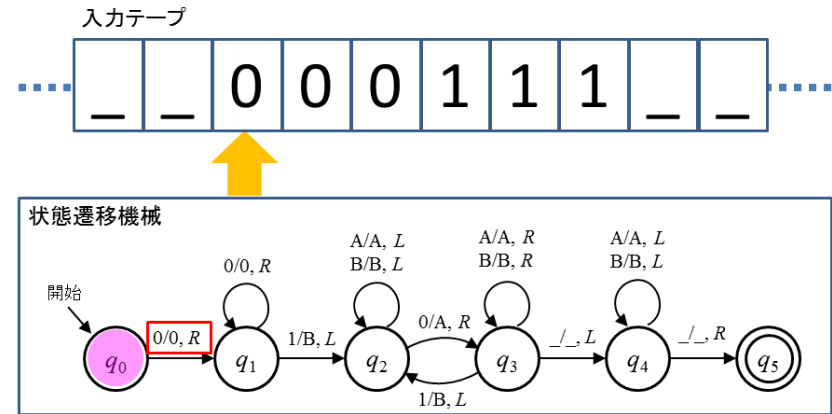 入力テープ
_ _ 0 0 0 1 1 1 _ _
状態遷移機械
開始
0/0, R
0/0, R
1/B, L
A/A, L
B/B, L
0/A, R
1/B, L
A/A, R
B/B, R
_/_, L
A/A, L
B/B, L
_/_, R
q0 q1 q2 q3 q4 q5